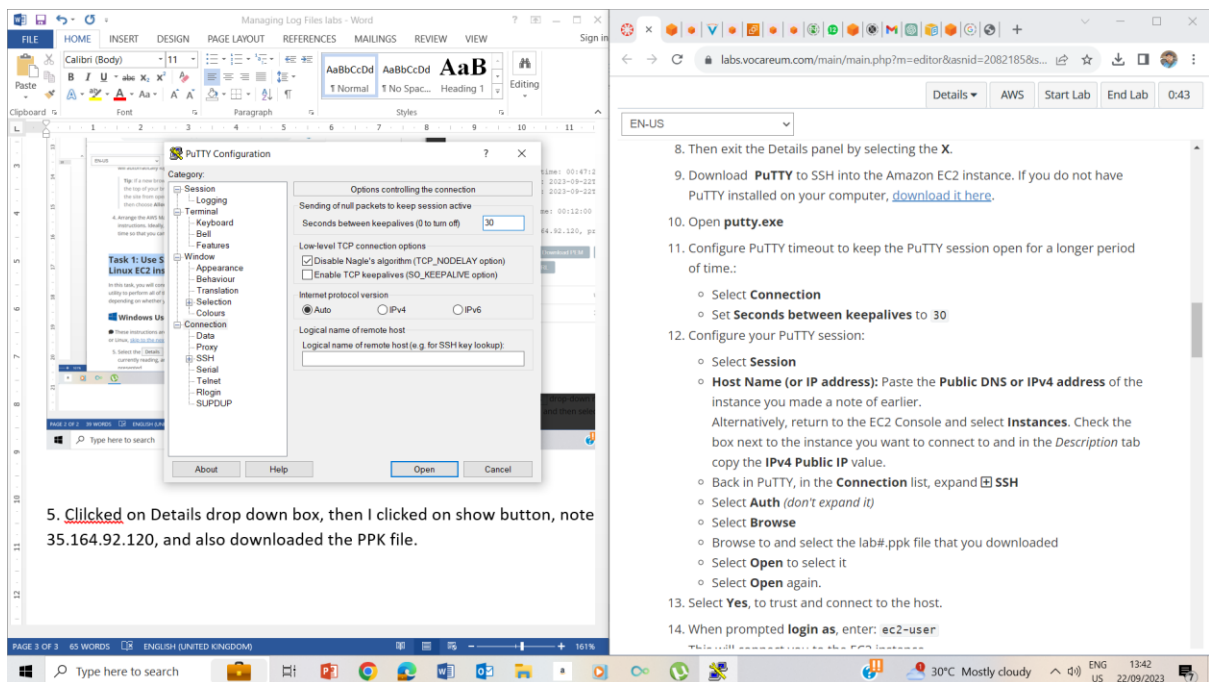 Managing Log Files labs - Word
FILE HOME INSERT DESIGN PAGE LAYOUT REFERENCES MAILINGS REVIEW VIEW Sign in
Calibri (Body) 11
Paste
AaBbCcDd AaBbCcDd AaB
¶ Normal ¶ No Spac... Heading 1
Editing
Clipboard Font Paragraph Styles
PuTTY Configuration
Category:
Session
Logging
Terminal
Keyboard
Bell
Features
Window
Appearance
Behaviour
Translation
Selection
Colours
Connection
Data
Proxy
SSH
Serial
Telnet
Rlogin
SUPDUP
Options controlling the connection
Sending of null packets to keep session active
Seconds between keepalives (0 to turn off) 30
Low-level TCP connection options
Disable Nagle's algorithm (TCP_NODELAY option)
Enable TCP keepalives (SO_KEEPALIVE option)
Internet protocol version
Auto IPv4 IPv6
Logical name of remote host
Logical name of remote host (e.g. for SSH key lookup):
About Help Open Cancel
Task 1: Use S
Linux EC2 ins
Type here to search
5. Clilcked on Details drop down box, then I clicked on show button, note
35.164.92.120, and also downloaded the PPK file.
PAGE 3 OF 3 65 WORDS ENGLISH (UNITED KINGDOM) 161%
labs.vocareum.com/main/main.php?m=editor&asnid=2082185&s...
Details AWS Start Lab End Lab 0:43
EN-US
8. Then exit the Details panel by selecting the X.
9. Download PuTTY to SSH into the Amazon EC2 instance. If you do not have
PuTTY installed on your computer, download it here.
10. Open putty.exe
11. Configure PuTTY timeout to keep the PuTTY session open for a longer period
of time.:
Select Connection
Set Seconds between keepalives to 30
12. Configure your PuTTY session:
Select Session
Host Name (or IP address): Paste the Public DNS or IPv4 address of the
instance you made a note of earlier.
Alternatively, return to the EC2 Console and select Instances. Check the
box next to the instance you want to connect to and in the Description tab
copy the IPv4 Public IP value.
Back in PuTTY, in the Connection list, expand SSH
Select Auth (don't expand it)
Select Browse
Browse to and select the lab#.ppk file that you downloaded
Select Open to select it
Select Open again.
13. Select Yes, to trust and connect to the host.
14. When prompted login as, enter: ec2-user
Type here to search
30°C Mostly cloudy
ENG 13:42
US 22/09/2023